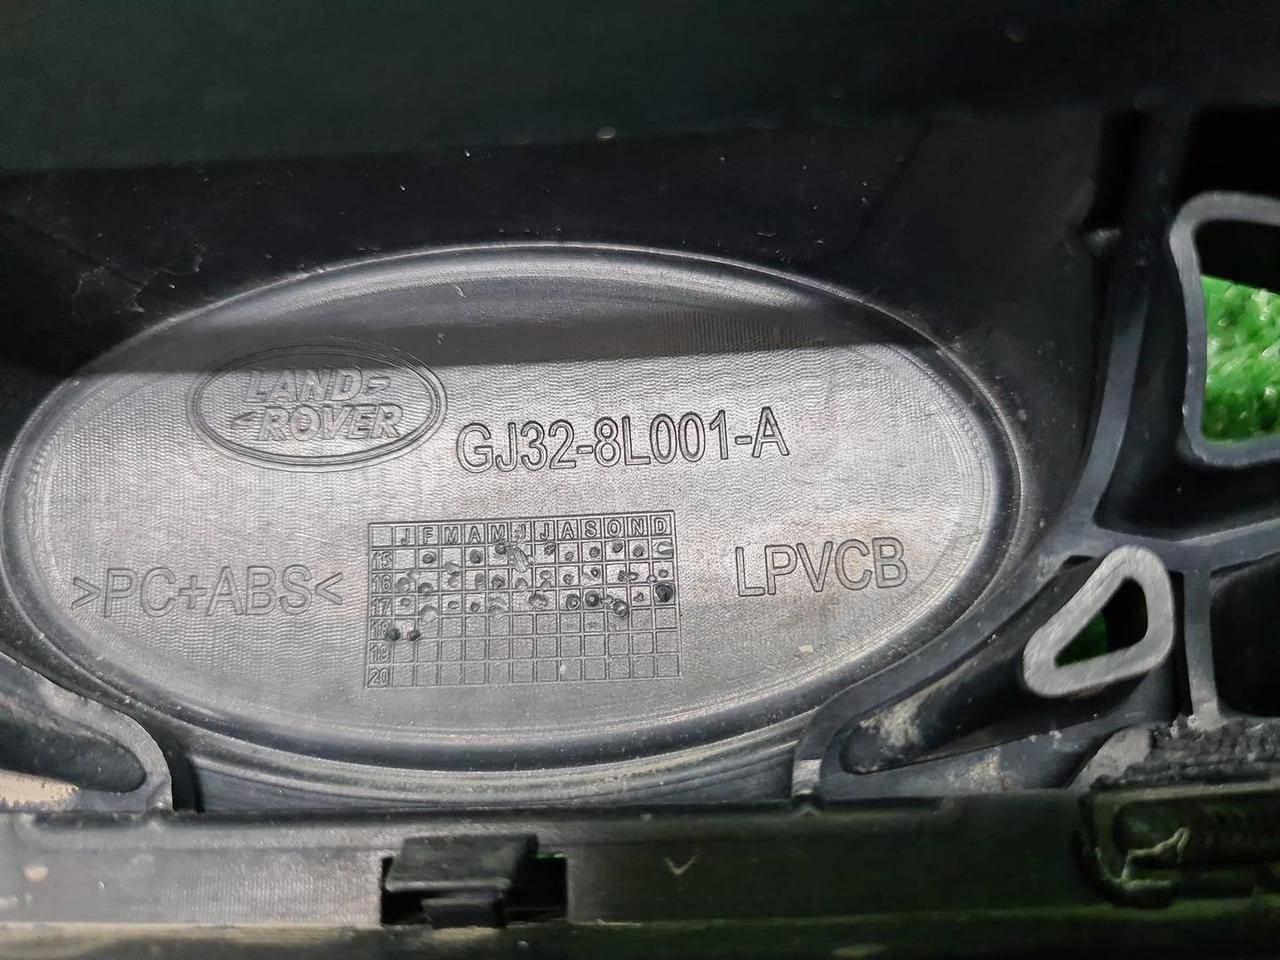 LAND-
ROVER
GJ32-8L001-A
>PC+ABS<
LPVCB
J F M A M J J A S O N D
15
16
17
18
19
20